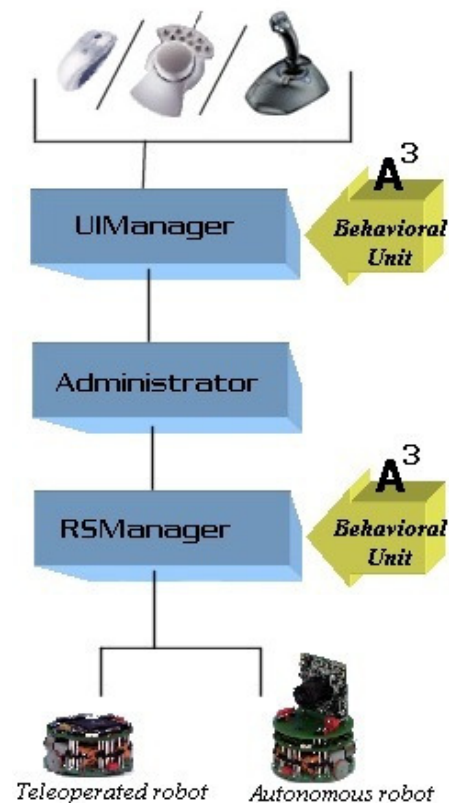 UIManager
A3
Behavioral
Unit
Administrator
RSManager
A3
Behavioral
Unit
Teleoperated robot
Autonomous robot